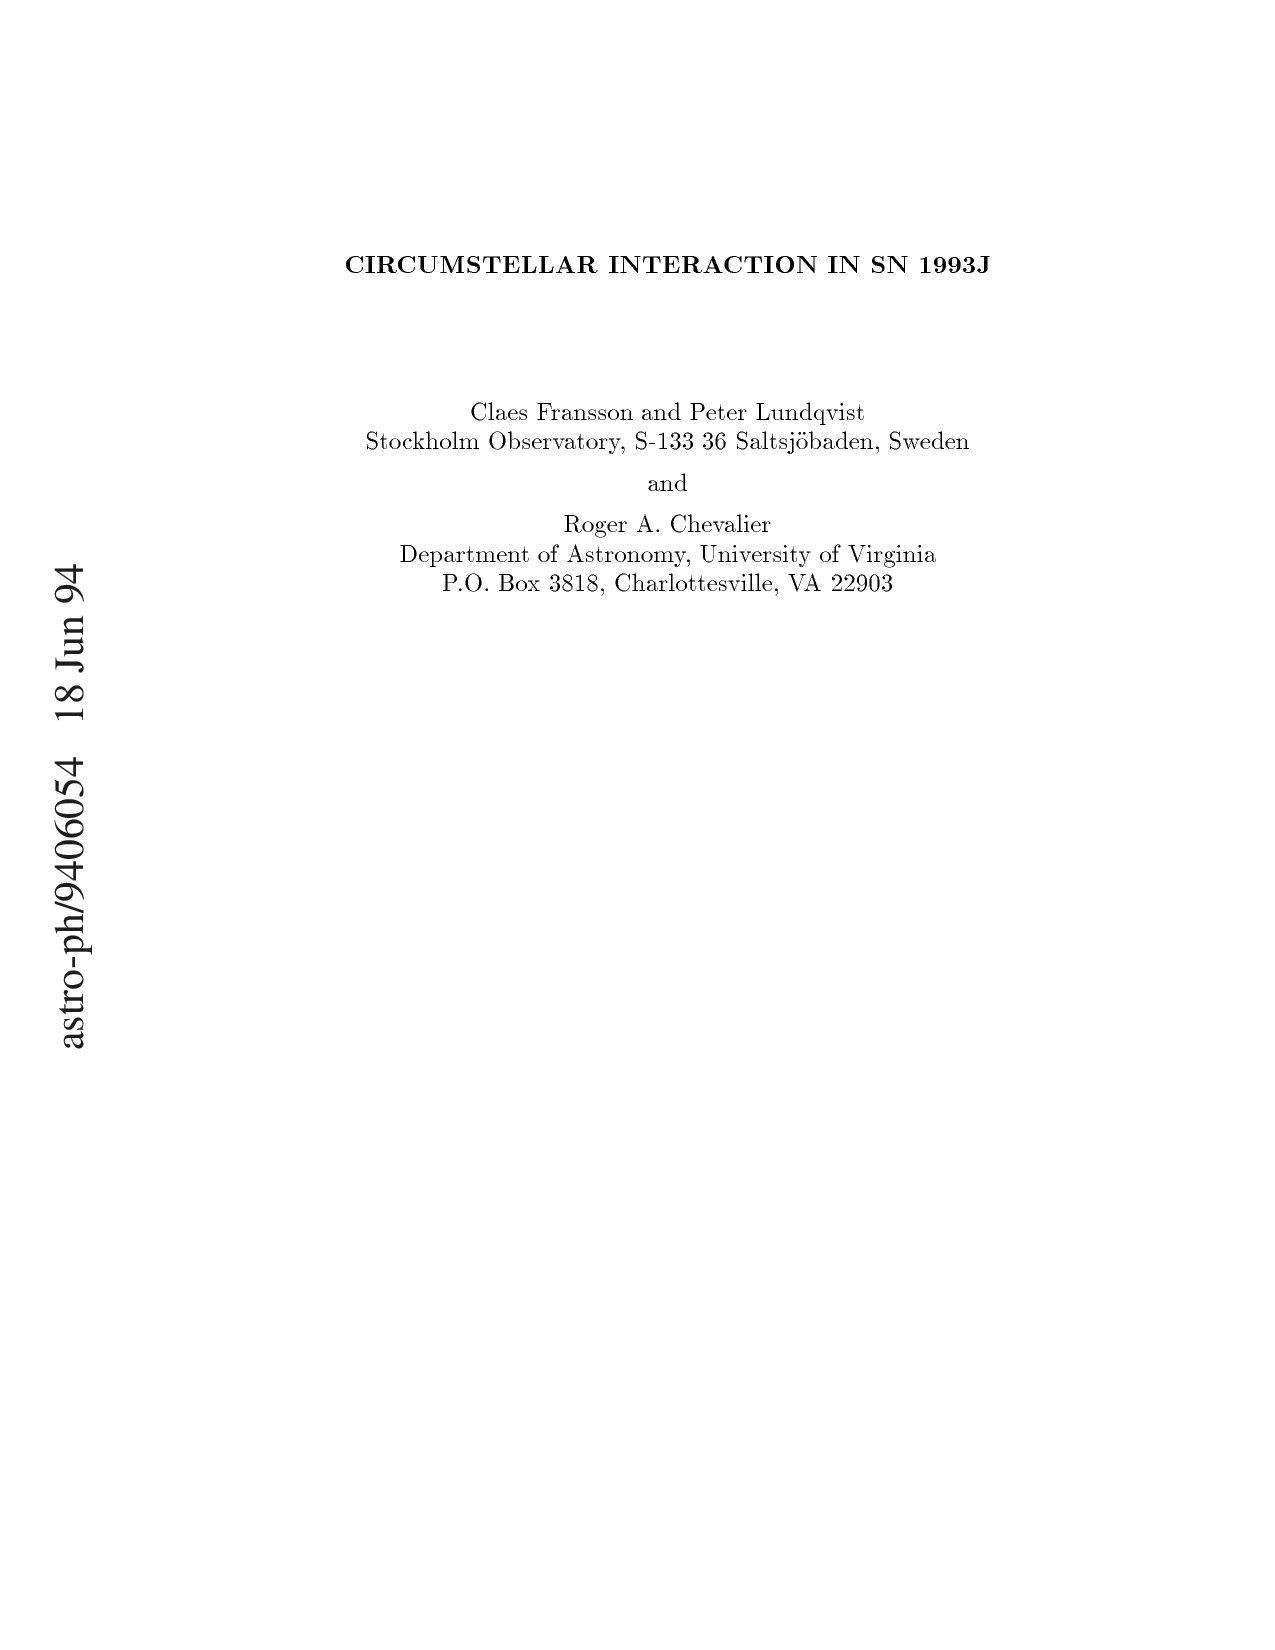 CIRCUMSTELLAR INTERACTION IN SN 1993J
Claes Fransson and Peter Lundqvist
Stockholm Observatory, S-133 36 Saltsjöbaden, Sweden
and
Roger A. Chevalier
Department of Astronomy, University of Virginia
P.O. Box 3818, Charlottesville, VA 22903
astro-ph/9406054 18 Jun 94